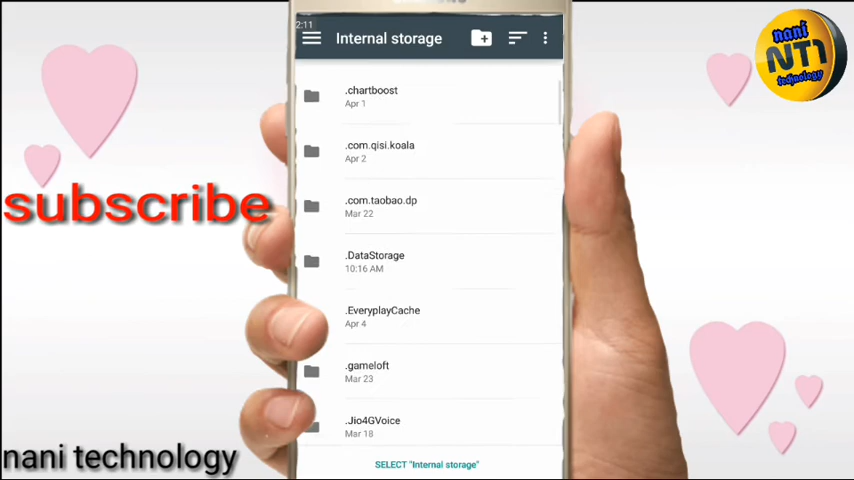 2:11
Internal storage
.chartboost
Apr 1
.com.qisi.koala
Apr 2
.com.taobao.dp
Mar 22
.DataStorage
10:16 AM
.EveryplayCache
Apr 4
.gameloft
Mar 23
.Jio4GVoice
Mar 18
SELECT "Internal storage"
subscribe
nani technology
nani
NT1
technology